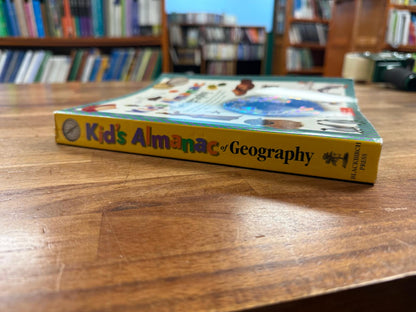 Kid's Almanac of Geography
BLACKBIRCH
PRESS